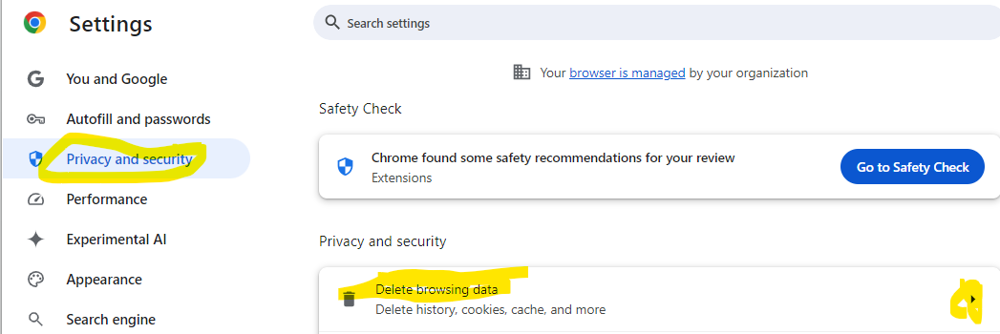 Settings
Search settings
Your browser is managed by your organization
You and Google
Autofill and passwords
Privacy and security
Performance
Experimental AI
Appearance
Search engine
Safety Check
Chrome found some safety recommendations for your review
Extensions
Go to Safety Check
Privacy and security
Delete browsing data
Delete history, cookies, cache, and more